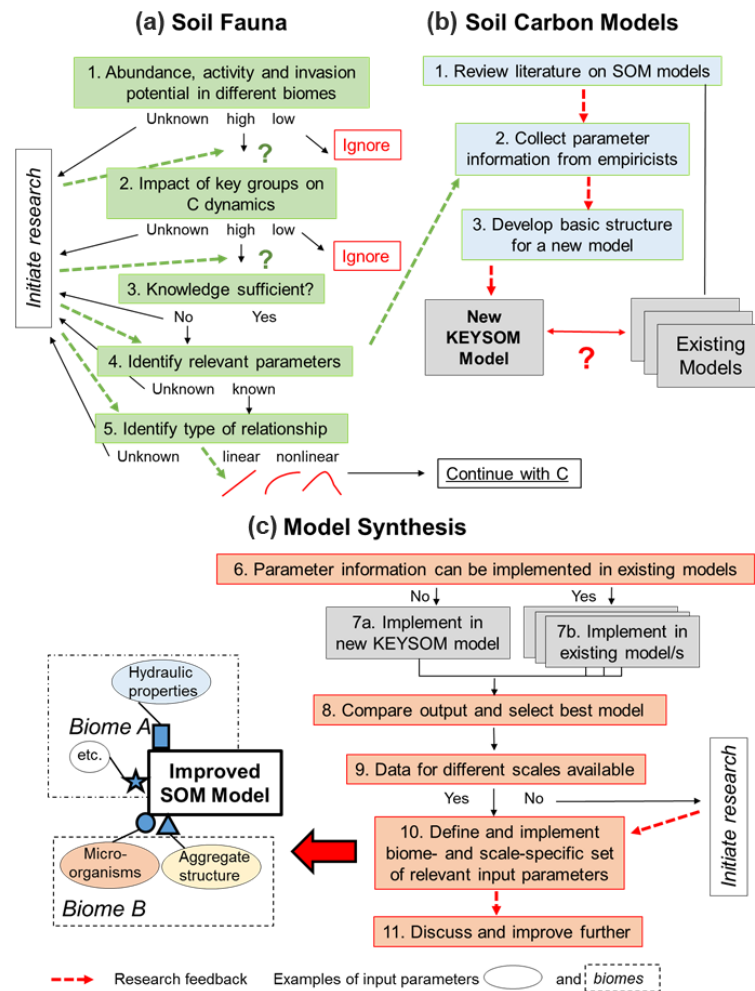 (a) Soil Fauna
1. Abundance, activity and invasion
potential in different biomes
Unknown high low
Ignore
?
2. Impact of key groups on
C dynamics
Unknown high low
Ignore
?
3. Knowledge sufficient?
No Yes
4. Identify relevant parameters
Unknown known
5. Identify type of relationship
Unknown linear nonlinear
Initiate research
Continue with C
(b) Soil Carbon Models
1. Review literature on SOM models
2. Collect parameter
information from empiricists
3. Develop basic structure
for a new model
New
KEYSOM
Model
?
Existing
Models
(c) Model Synthesis
6. Parameter information can be implemented in existing models
No Yes
7a. Implement in
new KEYSOM model
7b. Implement in
existing model/s
8. Compare output and select best model
9. Data for different scales available
Yes No
Initiate research
10. Define and implement
biome- and scale-specific set
of relevant input parameters
11. Discuss and improve further
Hydraulic
properties
Biome A
etc.
Improved
SOM Model
Micro-
organisms
Aggregate
structure
Biome B
Research feedback Examples of input parameters and biomes